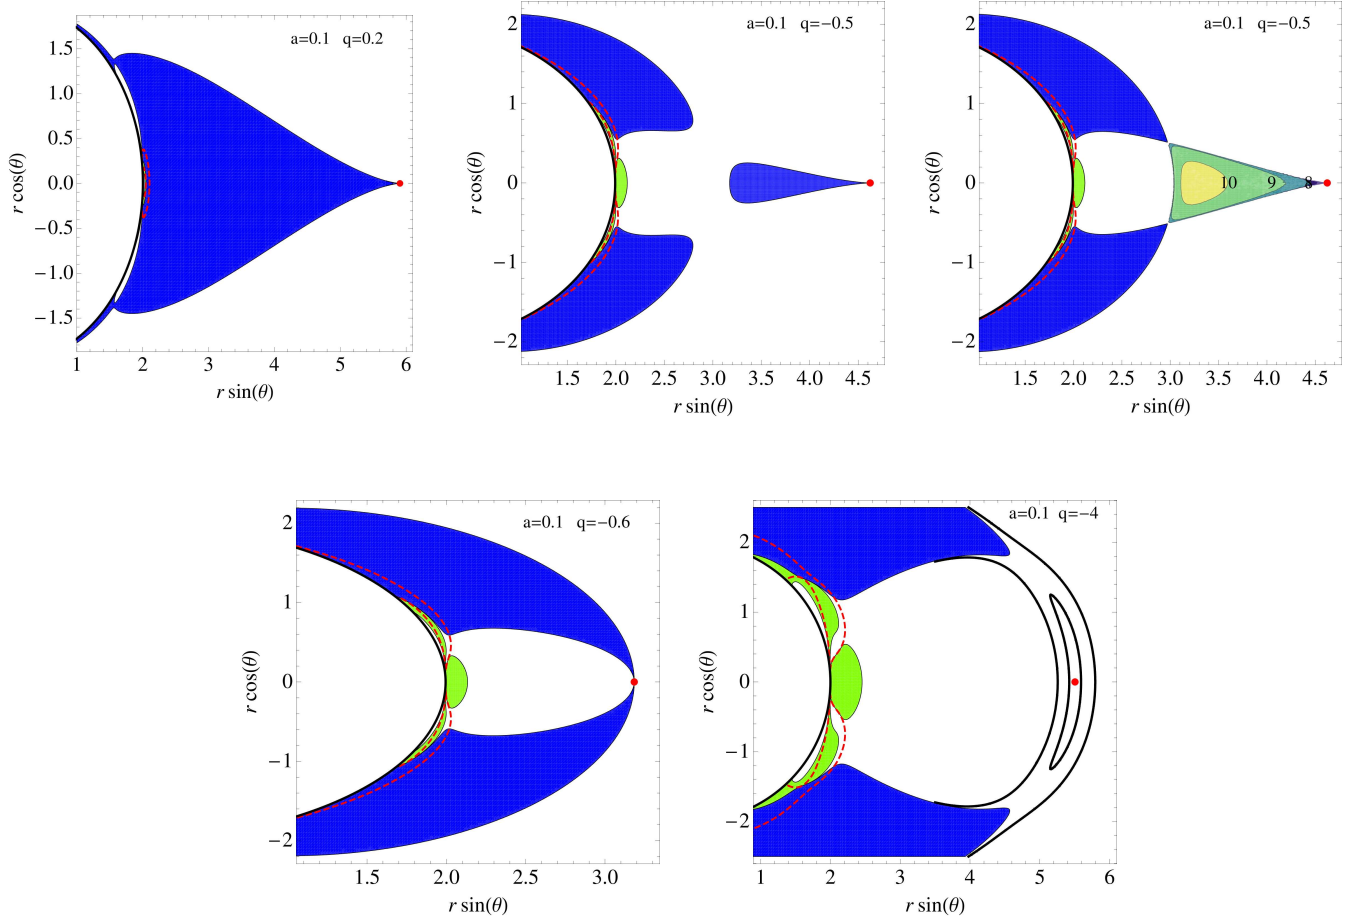 a=0.1 q=0.2
r cos(θ)
1.5
1.0
0.5
0.0
−0.5
−1.0
−1.5
1 2 3 4 5 6
r sin(θ)
a=0.1 q=−0.5
r cos(θ)
2
1
0
−1
−2
1.5 2.0 2.5 3.0 3.5 4.0 4.5
r sin(θ)
a=0.1 q=−0.5
r cos(θ)
2
1
0
−1
−2
10 9 8
1.5 2.0 2.5 3.0 3.5 4.0 4.5
r sin(θ)
a=0.1 q=−0.6
r cos(θ)
2
1
0
−1
−2
1.5 2.0 2.5 3.0
r sin(θ)
a=0.1 q=−4
r cos(θ)
2
1
0
−1
−2
1 2 3 4 5 6
r sin(θ)